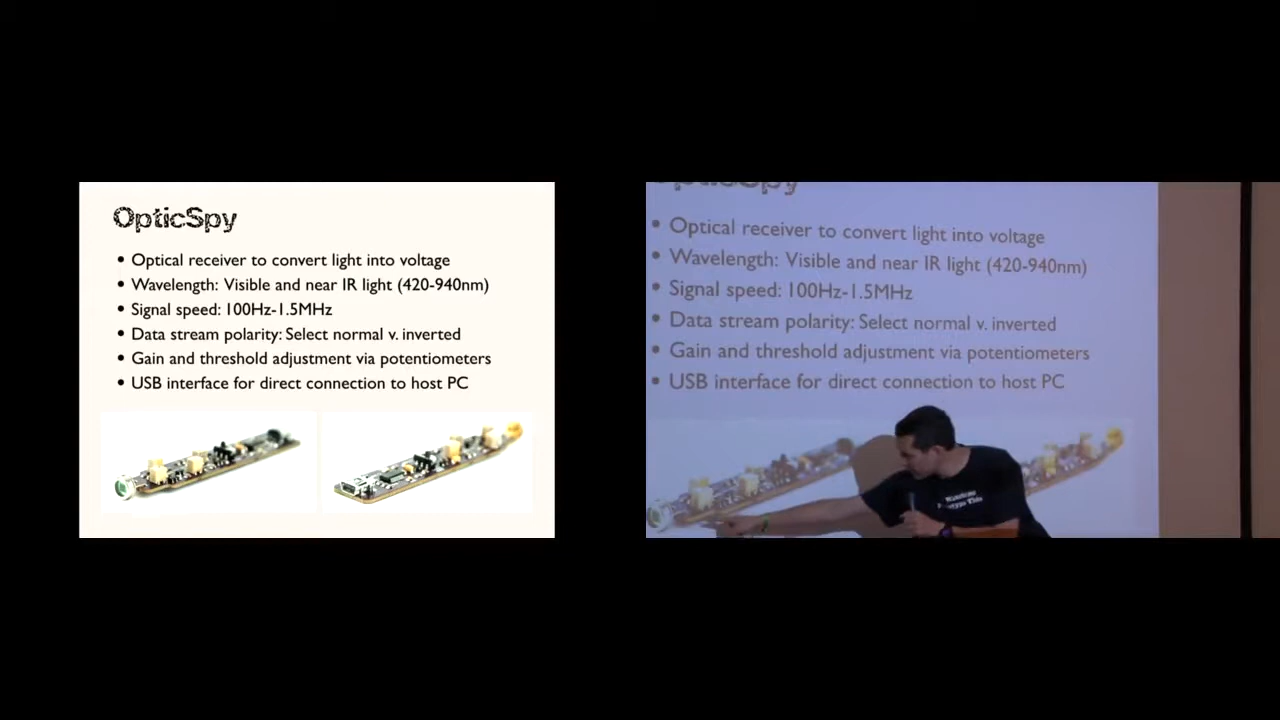 OpticSpy
• Optical receiver to convert light into voltage
• Wavelength: Visible and near IR light (420-940nm)
• Signal speed: 100Hz-1.5MHz
• Data stream polarity: Select normal v. inverted
• Gain and threshold adjustment via potentiometers
• USB interface for direct connection to host PC
OpticSpy
• Optical receiver to convert light into voltage
• Wavelength: Visible and near IR light (420-940nm)
• Signal speed: 100Hz-1.5MHz
• Data stream polarity: Select normal v. inverted
• Gain and threshold adjustment via potentiometers
• USB interface for direct connection to host PC